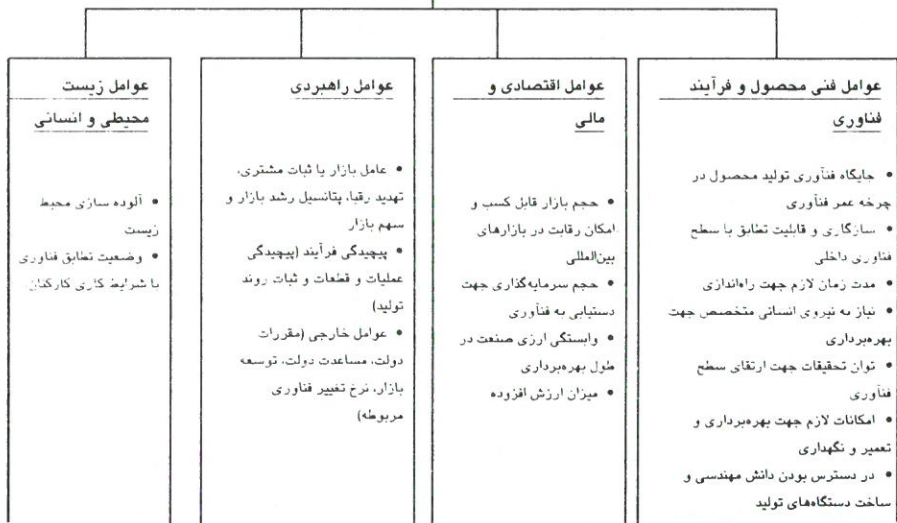 عوامل فنی محصول و فرآیند
فناوری
• جایگاه فنآوری تولید محصول در
چرخه عمر فنآوری
• سازگاری و قابلیت تطابق با سطح
فناوری داخلی
• مدت زمان لازم جهت راه‌اندازی
• نیاز به نیروی انسانی متخصص جهت
بهره‌برداری
• توان تحقیقات جهت ارتقای سطح
فنآوری
• امکانات لازم جهت بهره‌برداری و
تعمیر و نگهداری
• در دسترس بودن دانش مهندسی و
ساخت دستگاه‌های تولید
عوامل اقتصادی و
مالی
• حجم بازار قابل کسب و
امکان رقابت در بازارهای
بین‌المللی
• حجم سرمایه‌گذاری جهت
دستیابی به فنآوری
• وابستگی ارزی صنعت در
طول بهره‌برداری
• میزان ارزش افزوده
عوامل راهبردی
• عامل بازار یا ثبات مشتری،
تهدید رقبا، پتانسیل رشد بازار و
سهم بازار
• پیچیدگی فرآیند (پیچیدگی
عملیات و قطعات و ثبات روند
تولید)
• عوامل خارجی (مقررات
دولت، مساعدت دولت، توسعه
بازار، نرخ تغییر فناوری
مربوطه)
عوامل زیست
محیطی و انسانی
• آلوده سازی محیط
زیست
• وضعیت تطابق فناوری
با شرایط کاری کارکنان